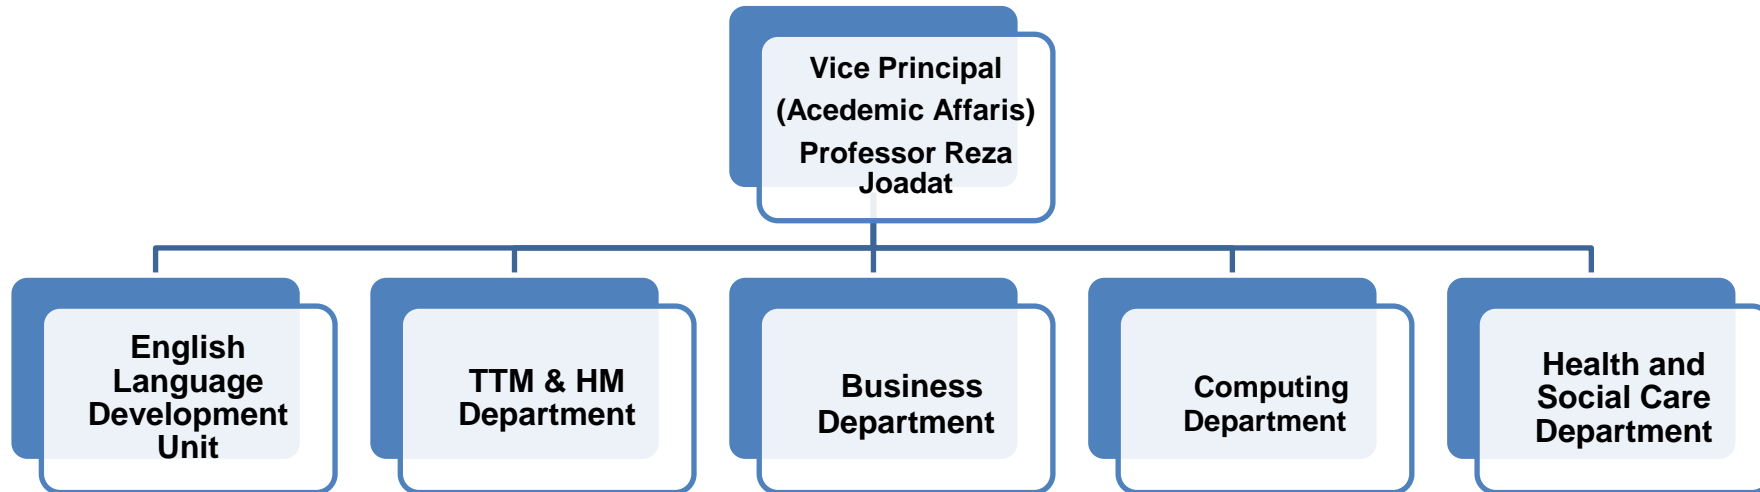 Vice Principal
(Acedemic Affaris)
Professor Reza
Joadat
English
Language
Development
Unit
TTM & HM
Department
Business
Department
Computing
Department
Health and
Social Care
Department